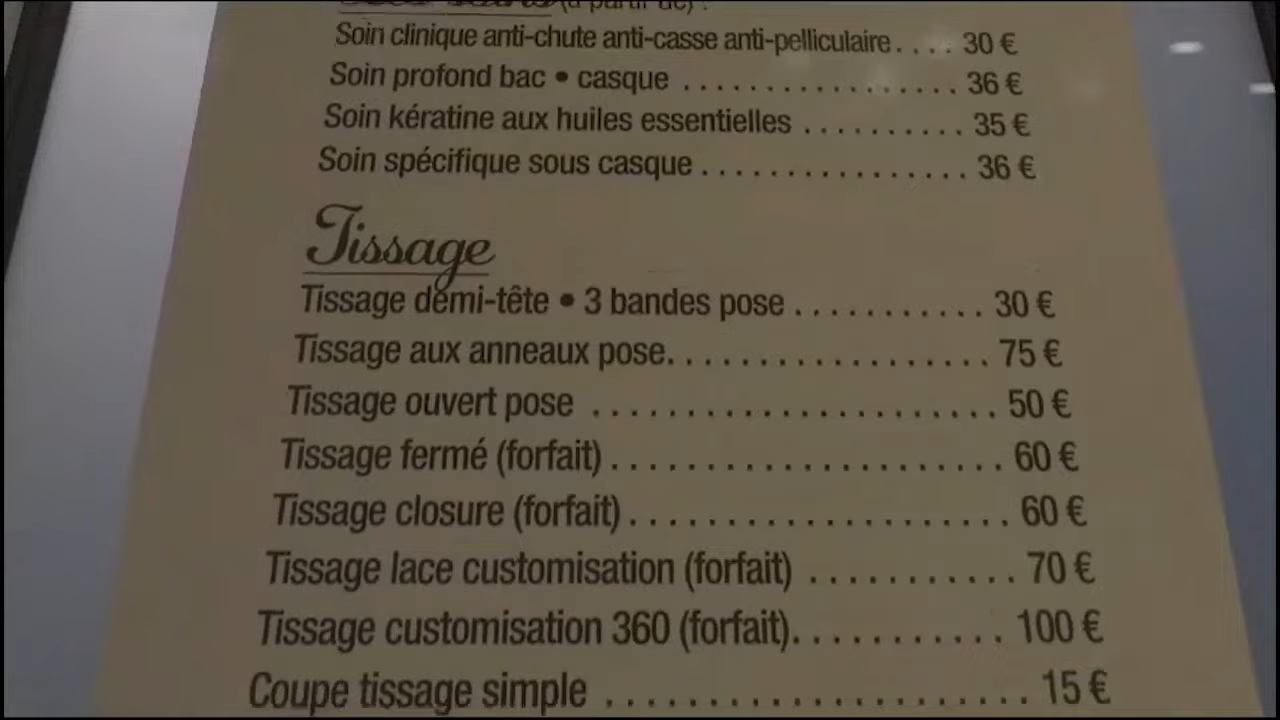 (à partir de) :
Soin clinique anti-chute anti-casse anti-pelliculaire.... 30 €
Soin profond bac • casque ................. 36 €
Soin kératine aux huiles essentielles .......... 35 €
Soin spécifique sous casque................ 36 €
Tissage
Tissage demi-tête • 3 bandes pose ........... 30 €
Tissage aux anneaux pose................... 75 €
Tissage ouvert pose ....................... 50 €
Tissage fermé (forfait)...................... 60 €
Tissage closure (forfait).................... 60 €
Tissage lace customisation (forfait) ........... 70 €
Tissage customisation 360 (forfait)............ 100 €
Coupe tissage simple ...................... 15 €